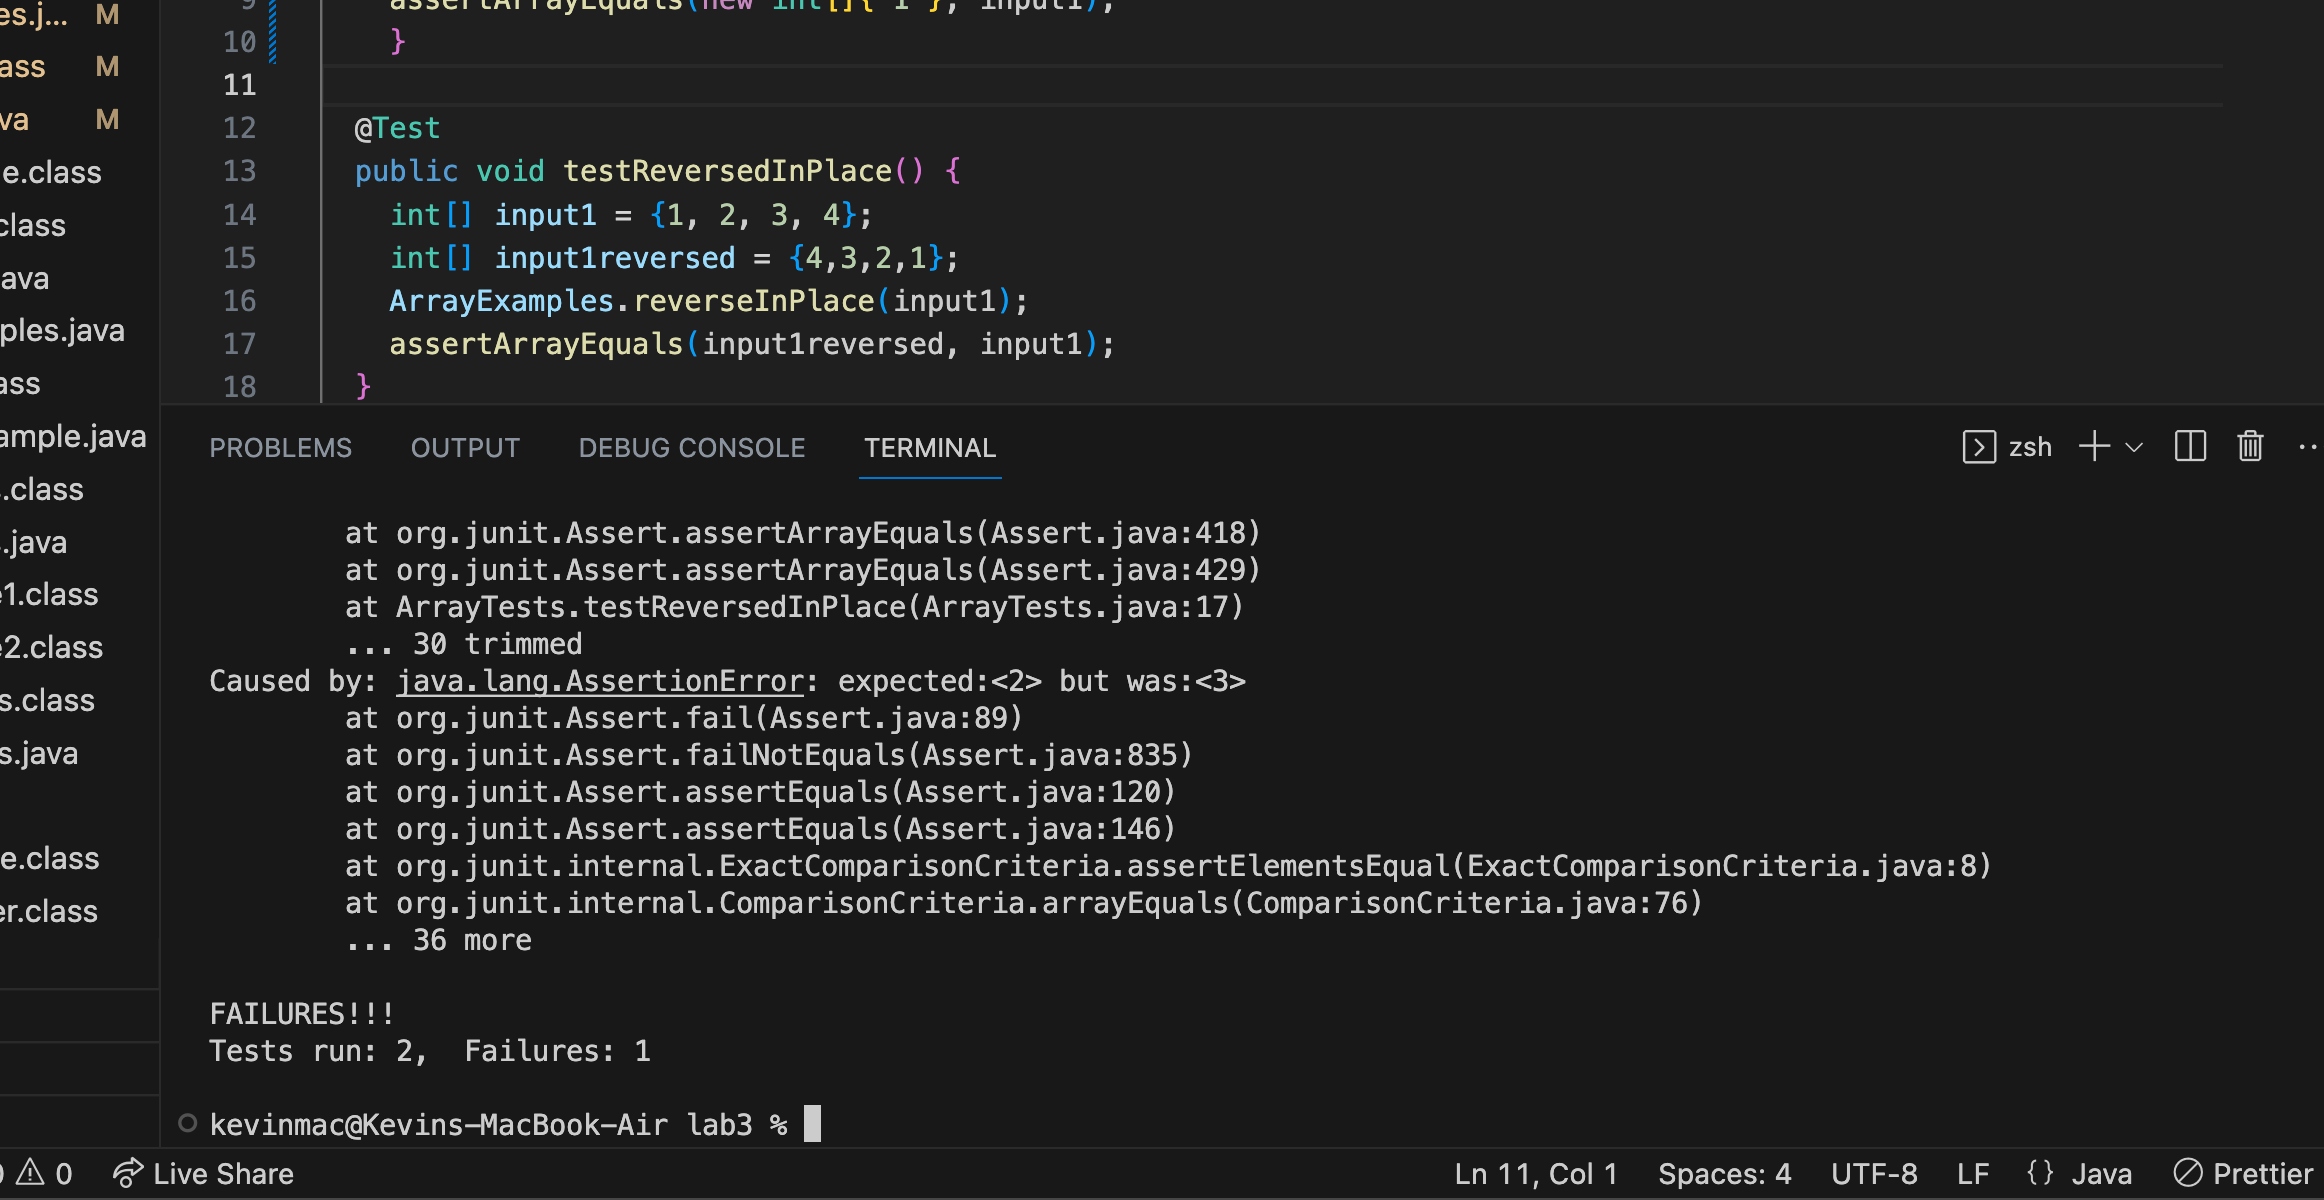 es.j... M
ass M
va M
e.class
class
ava
ples.java
ass
ample.java
.class
.java
e1.class
e2.class
s.class
s.java
e.class
er.class
9 assertArrayEquals(new int[]{ 1 }, input1);
10 }
11
12 @Test
13 public void testReversedInPlace() {
14 int[] input1 = {1, 2, 3, 4};
15 int[] input1reversed = {4,3,2,1};
16 ArrayExamples.reverseInPlace(input1);
17 assertArrayEquals(input1reversed, input1);
18 }
PROBLEMS OUTPUT DEBUG CONSOLE TERMINAL zsh
at org.junit.Assert.assertArrayEquals(Assert.java:418)
at org.junit.Assert.assertArrayEquals(Assert.java:429)
at ArrayTests.testReversedInPlace(ArrayTests.java:17)
... 30 trimmed
Caused by: java.lang.AssertionError: expected:<2> but was:<3>
at org.junit.Assert.fail(Assert.java:89)
at org.junit.Assert.failNotEquals(Assert.java:835)
at org.junit.Assert.assertEquals(Assert.java:120)
at org.junit.Assert.assertEquals(Assert.java:146)
at org.junit.internal.ExactComparisonCriteria.assertElementsEqual(ExactComparisonCriteria.java:8)
at org.junit.internal.ComparisonCriteria.arrayEquals(ComparisonCriteria.java:76)
... 36 more
FAILURES!!!
Tests run: 2,  Failures: 1
kevinmac@Kevins-MacBook-Air lab3 %
0 Live Share Ln 11, Col 1 Spaces: 4 UTF-8 LF {} Java Prettier